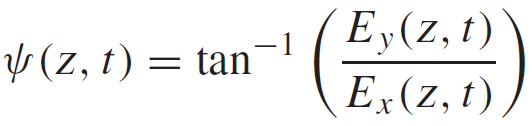 ψ(z, t) = tan⁻¹ (E_y(z, t) / E_x(z, t))